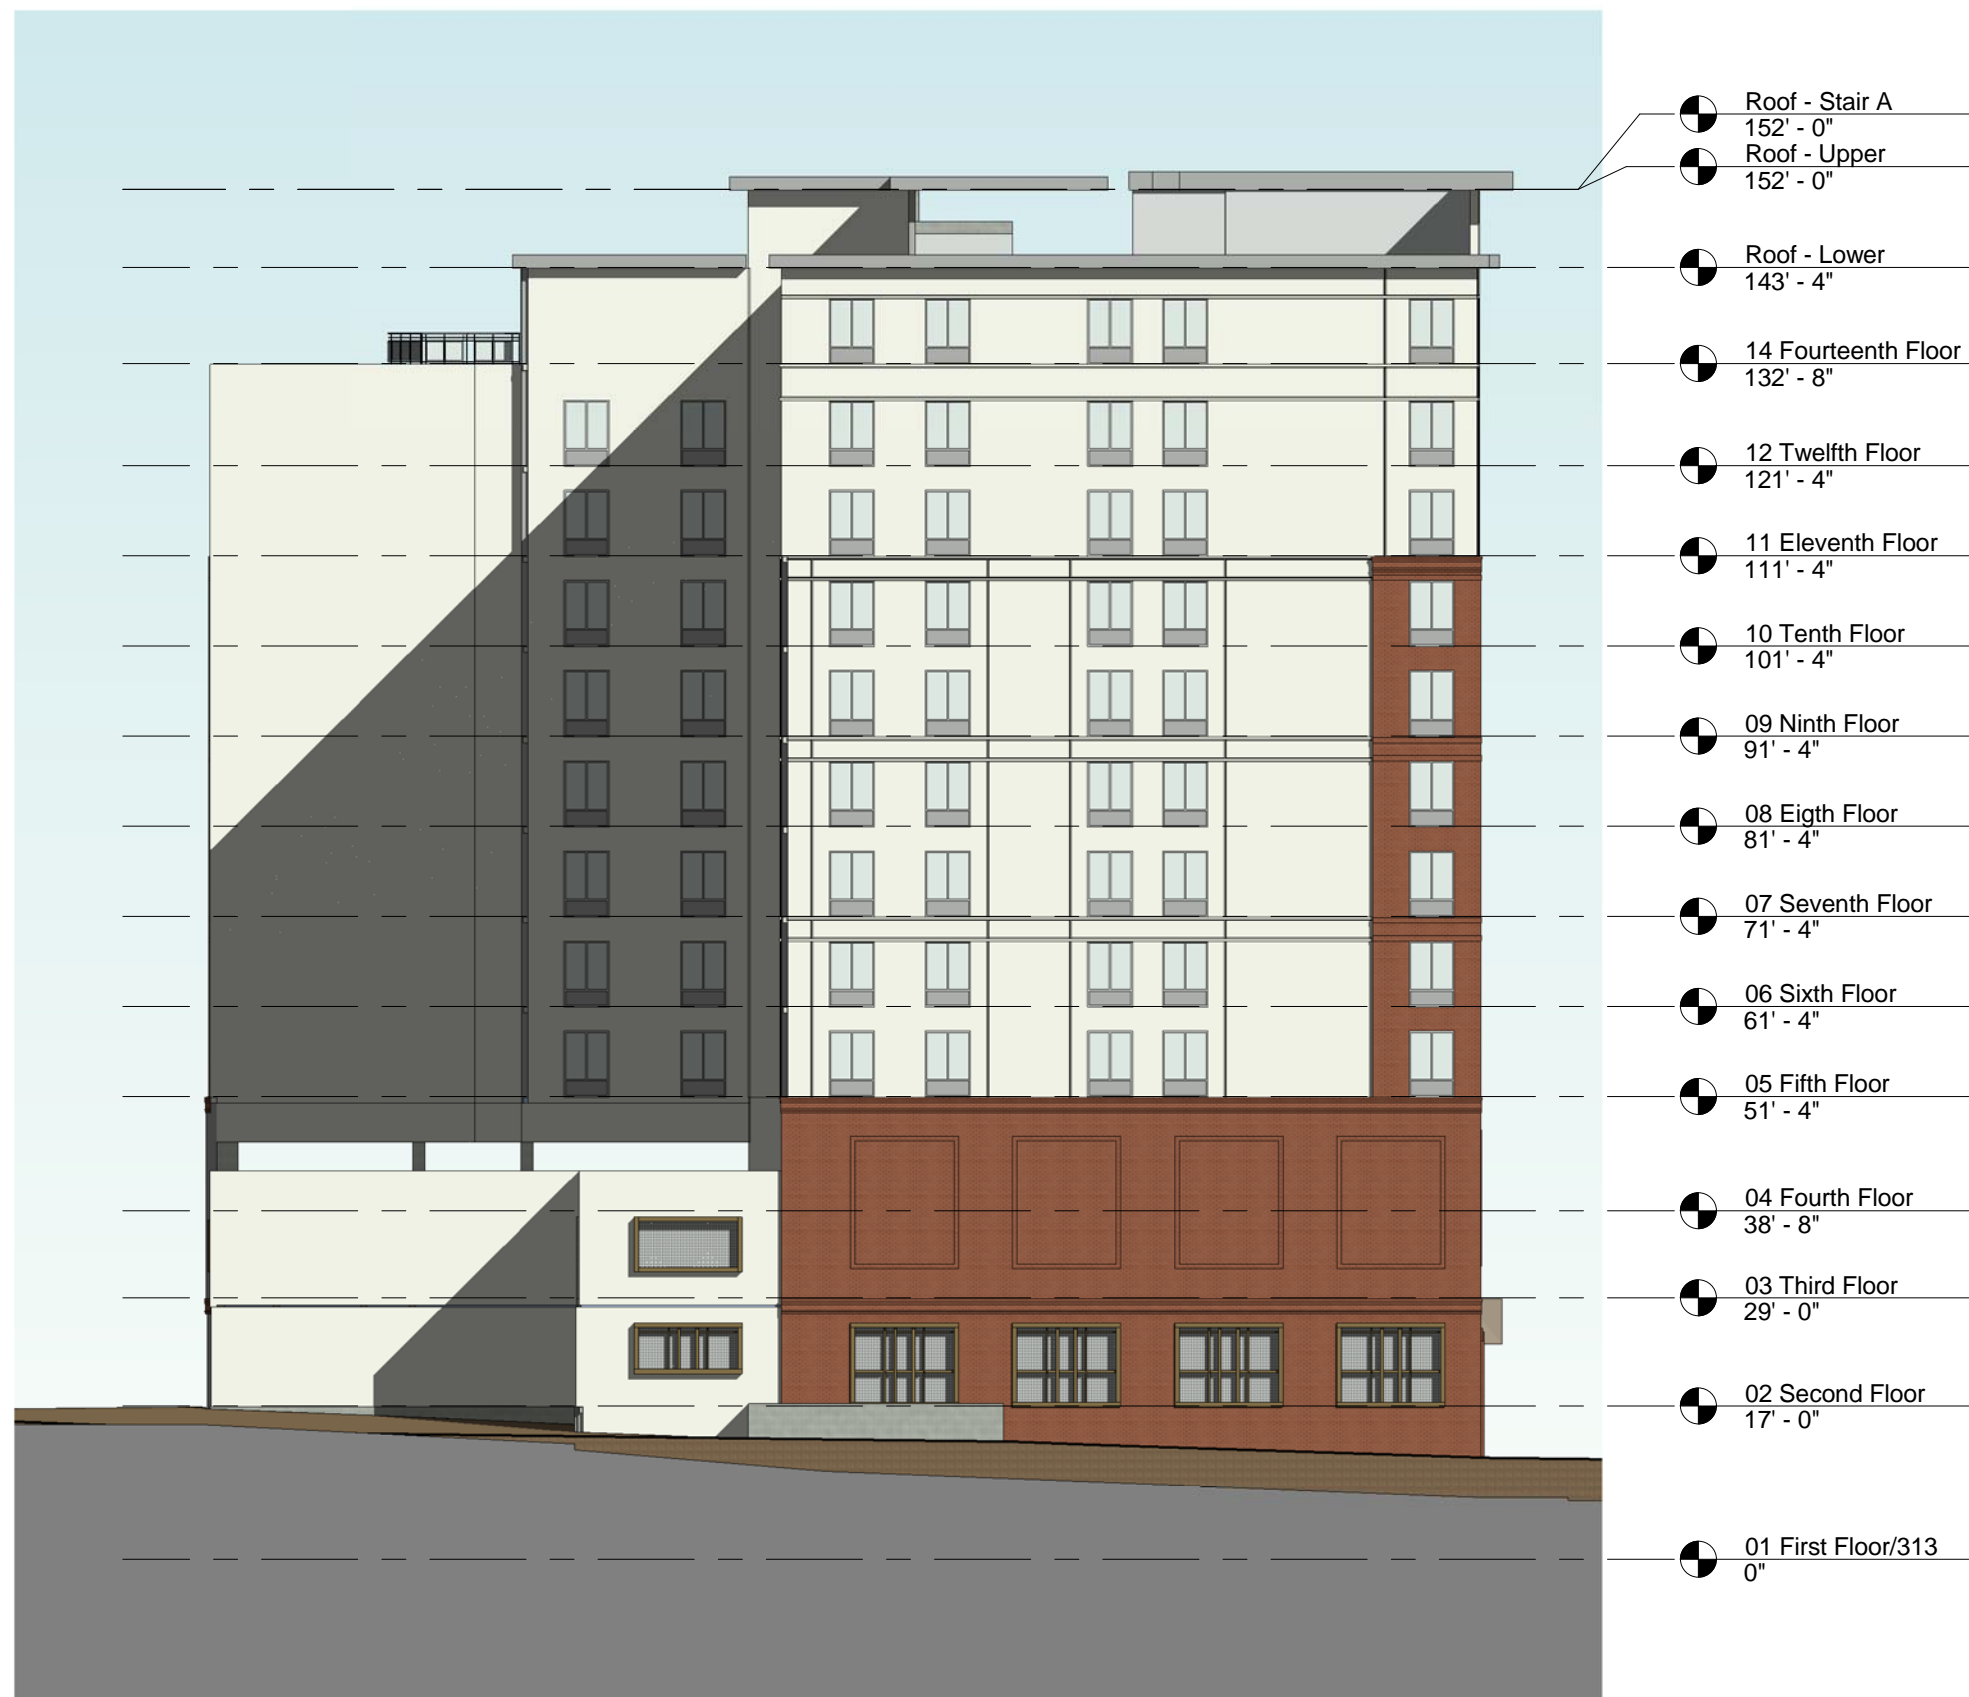 Roof - Stair A
152' - 0"
Roof - Upper
152' - 0"
Roof - Lower
143' - 4"
14 Fourteenth Floor
132' - 8"
12 Twelfth Floor
121' - 4"
11 Eleventh Floor
111' - 4"
10 Tenth Floor
101' - 4"
09 Ninth Floor
91' - 4"
08 Eigth Floor
81' - 4"
07 Seventh Floor
71' - 4"
06 Sixth Floor
61' - 4"
05 Fifth Floor
51' - 4"
04 Fourth Floor
38' - 8"
03 Third Floor
29' - 0"
02 Second Floor
17' - 0"
01 First Floor/313
0"